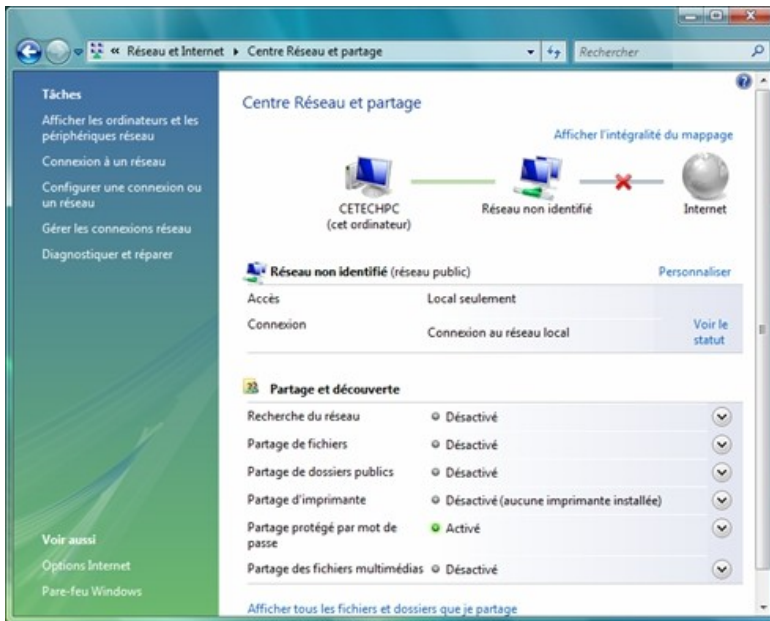 « Réseau et Internet ▸ Centre Réseau et partage
Rechercher
Tâches
Afficher les ordinateurs et les
périphériques réseau
Connexion à un réseau
Configurer une connexion ou
un réseau
Gérer les connexions réseau
Diagnostiquer et réparer
Voir aussi
Options Internet
Pare-feu Windows
Centre Réseau et partage
Afficher l'intégralité du mappage
CETECHPC
(cet ordinateur)
Réseau non identifié
Internet
Réseau non identifié (réseau public)
Personnaliser
Accès
Local seulement
Connexion
Connexion au réseau local
Voir le
statut
Partage et découverte
Recherche du réseau
Désactivé
Partage de fichiers
Désactivé
Partage de dossiers publics
Désactivé
Partage d'imprimante
Désactivé (aucune imprimante installée)
Partage protégé par mot de
passe
Activé
Partage des fichiers multimédias
Désactivé
Afficher tous les fichiers et dossiers que je partage